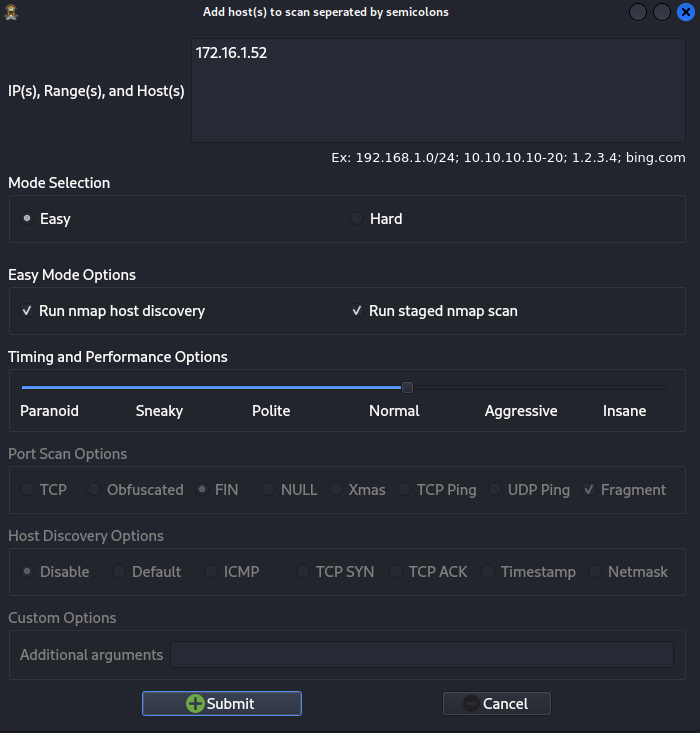 Add host(s) to scan seperated by semicolons
172.16.1.52
IP(s), Range(s), and Host(s)
Ex: 192.168.1.0/24; 10.10.10.10-20; 1.2.3.4; bing.com
Mode Selection
Easy Hard
Easy Mode Options
Run nmap host discovery Run staged nmap scan
Timing and Performance Options
Paranoid Sneaky Polite Normal Aggressive Insane
Port Scan Options
TCP Obfuscated FIN NULL Xmas TCP Ping UDP Ping Fragment
Host Discovery Options
Disable Default ICMP TCP SYN TCP ACK Timestamp Netmask
Custom Options
Additional arguments
Submit Cancel